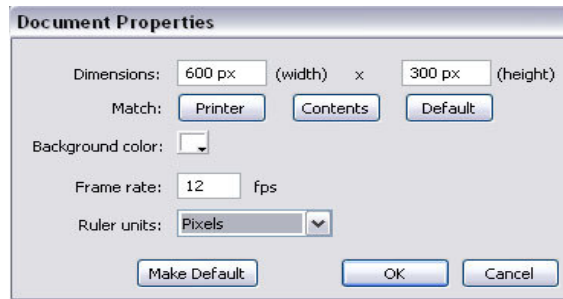 Document Properties
Dimensions: 600 px (width) x 300 px (height)
Match: Printer Contents Default
Background color:
Frame rate: 12 fps
Ruler units: Pixels
Make Default OK Cancel